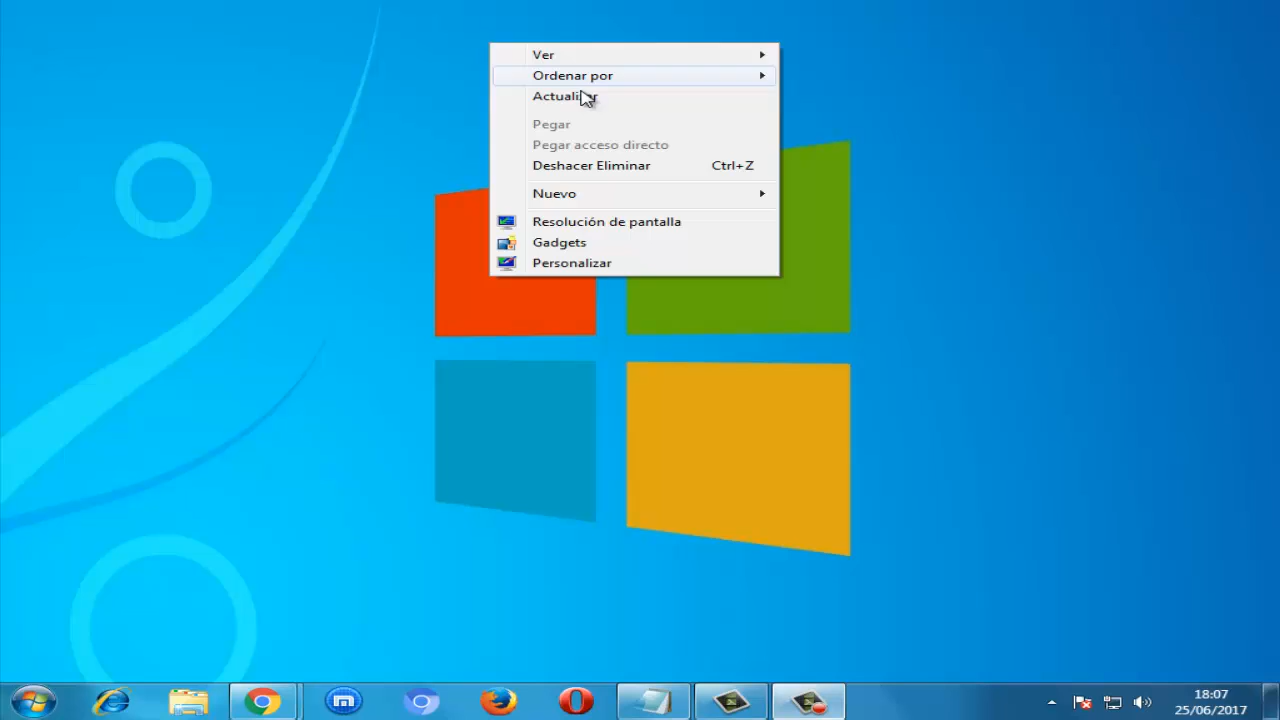 Ver
Ordenar por
Actualizar
Pegar
Pegar acceso directo
Deshacer Eliminar Ctrl+Z
Nuevo
Resolución de pantalla
Gadgets
Personalizar
18:07
25/06/2017